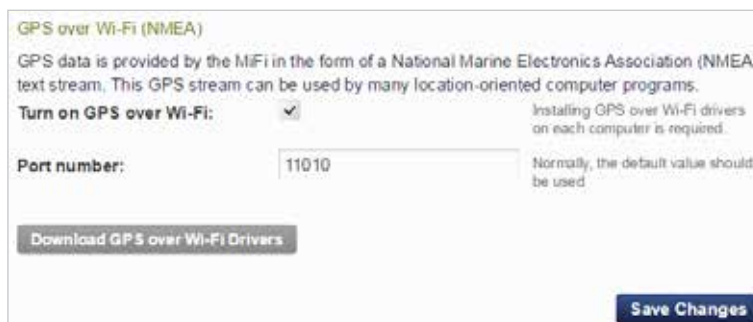 GPS over Wi-Fi (NMEA)
GPS data is provided by the MiFi in the form of a National Marine Electronics Association (NMEA
text stream. This GPS stream can be used by many location-oriented computer programs.
Turn on GPS over Wi-Fi:
Installing GPS over Wi-Fi drivers
on each computer is required.
Port number:
11010
Normally, the default value should
be used
Download GPS over Wi-Fi Drivers
Save Changes